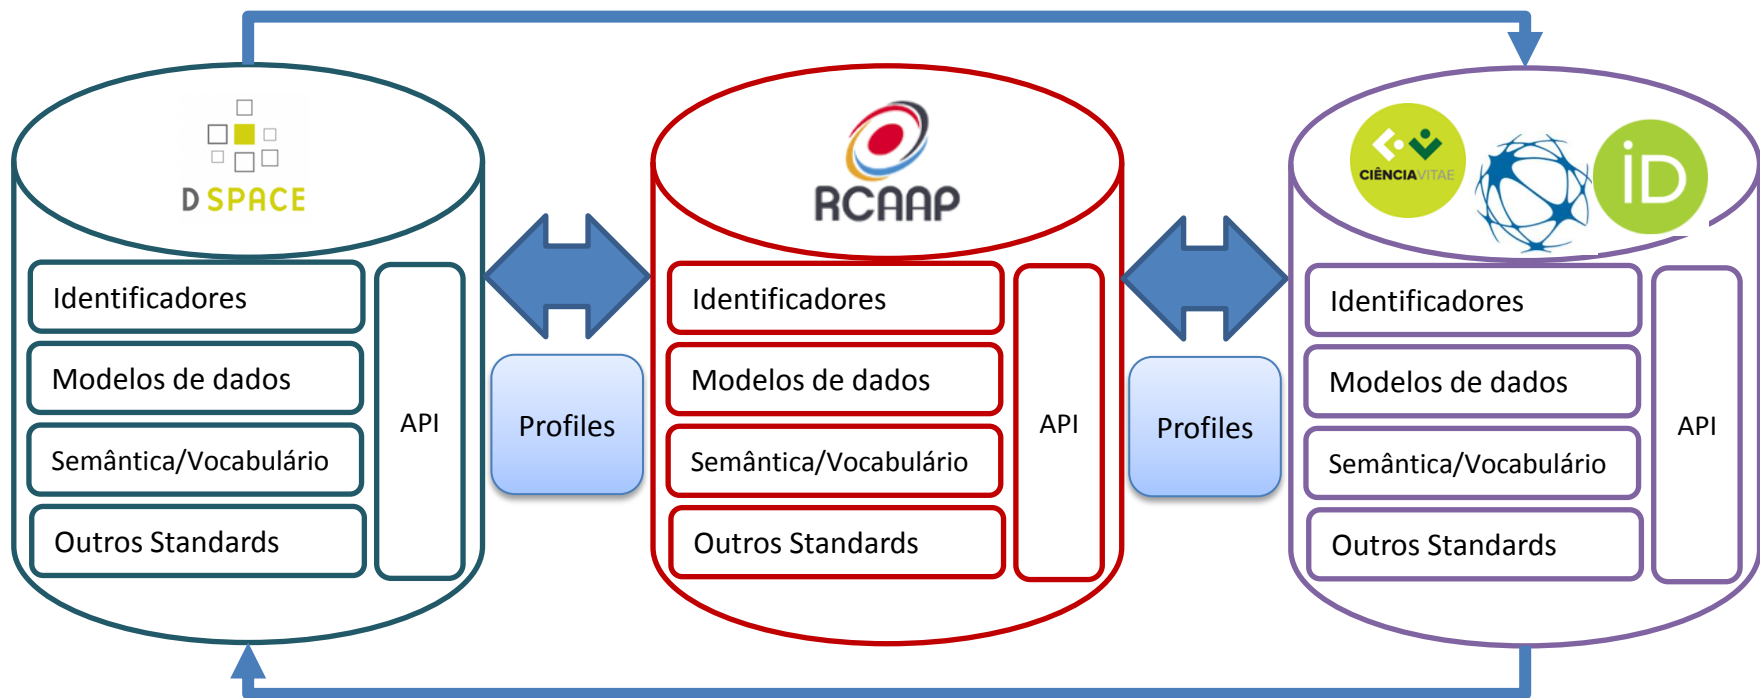 D SPACE
Identificadores
Modelos de dados
Semântica/Vocabulário
Outros Standards
API
Profiles
RCAAP
Identificadores
Modelos de dados
Semântica/Vocabulário
Outros Standards
API
Profiles
CIÊNCIAVITAE
iD
Identificadores
Modelos de dados
Semântica/Vocabulário
Outros Standards
API